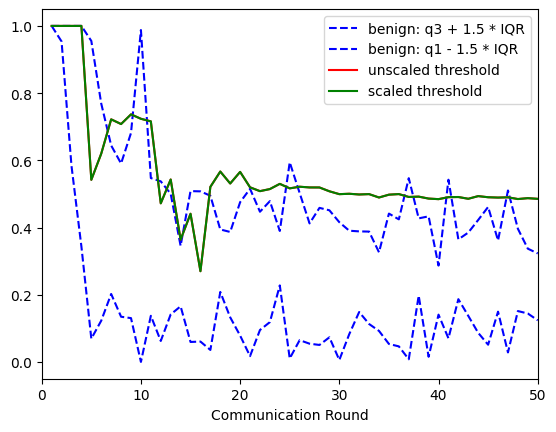 benign: q3 + 1.5 * IQR
benign: q1 - 1.5 * IQR
unscaled threshold
scaled threshold
1.0
0.8
0.6
0.4
0.2
0.0
0 10 20 30 40 50
Communication Round